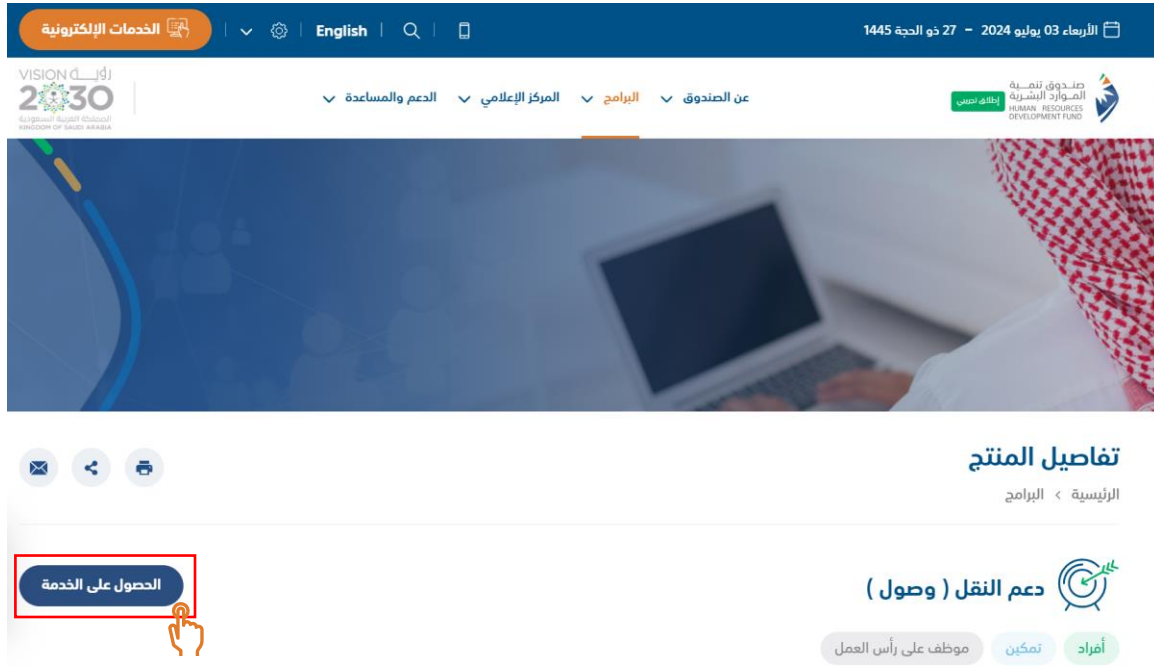 الأربعاء 03 يوليو 2024 - 27 ذو الحجة 1445
English
الخدمات الإلكترونية
صندوق تنمية
الموارد البشرية
HUMAN RESOURCES
DEVELOPMENT FUND
إطلاق تجريبي
عن الصندوق
البرامج
المركز الإعلامي
الدعم والمساعدة
رؤيــة VISION
2030
المملكة العربية السعودية
KINGDOM OF SAUDI ARABIA
تفاصيل المنتج
الرئيسية > البرامج
دعم النقل ( وصول )
الحصول على الخدمة
أفراد تمكين موظف على رأس العمل